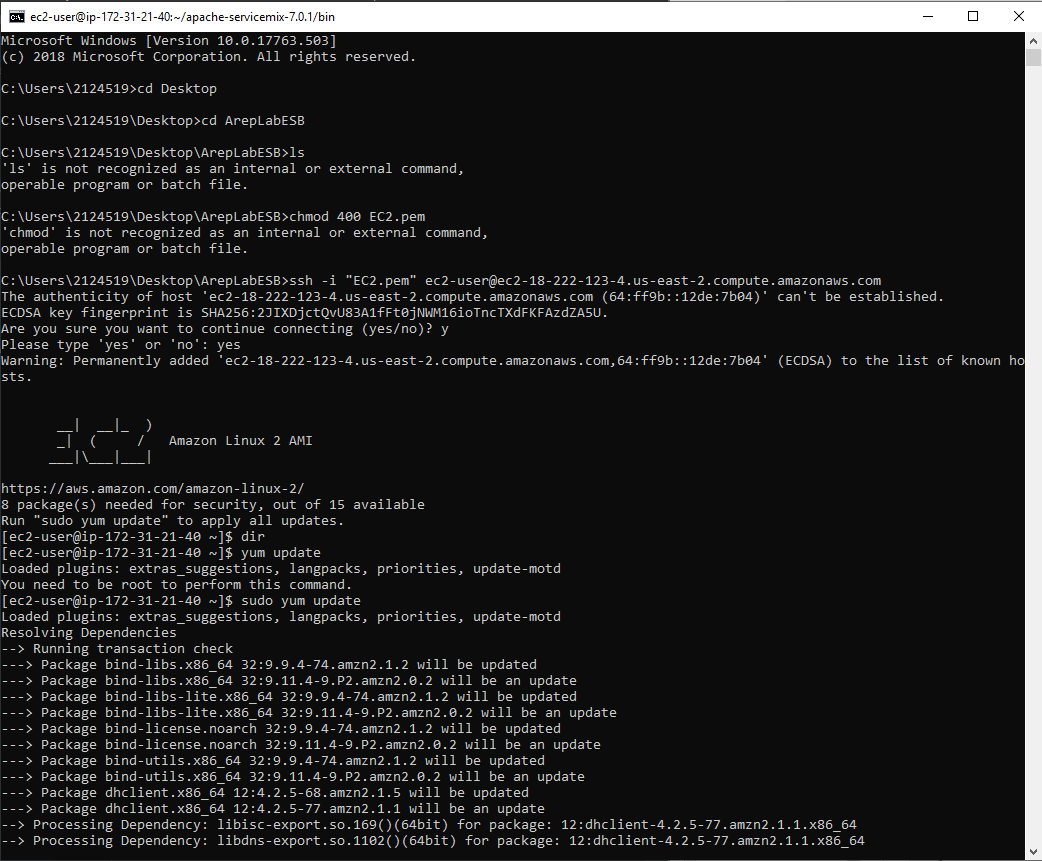 ec2-user@ip-172-31-21-40:~/apache-servicemix-7.0.1/bin
Microsoft Windows [Version 10.0.17763.503]
(c) 2018 Microsoft Corporation. All rights reserved.
C:\Users\2124519>cd Desktop
C:\Users\2124519\Desktop>cd ArepLabESB
C:\Users\2124519\Desktop\ArepLabESB>ls
'ls' is not recognized as an internal or external command,
operable program or batch file.
C:\Users\2124519\Desktop\ArepLabESB>chmod 400 EC2.pem
'chmod' is not recognized as an internal or external command,
operable program or batch file.
C:\Users\2124519\Desktop\ArepLabESB>ssh -i "EC2.pem" ec2-user@ec2-18-222-123-4.us-east-2.compute.amazonaws.com
The authenticity of host 'ec2-18-222-123-4.us-east-2.compute.amazonaws.com (64:ff9b::12de:7b04)' can't be established.
ECDSA key fingerprint is SHA256:2JIXDjctQvU83A1fFt0jNWM16ioTncTXdFKFAzdZA5U.
Are you sure you want to continue connecting (yes/no)? y
Please type 'yes' or 'no': yes
Warning: Permanently added 'ec2-18-222-123-4.us-east-2.compute.amazonaws.com,64:ff9b::12de:7b04' (ECDSA) to the list of known ho
sts.
       __|  __|_  )
       _|  (     /   Amazon Linux 2 AMI
      ___|\___|___|
https://aws.amazon.com/amazon-linux-2/
8 package(s) needed for security, out of 15 available
Run "sudo yum update" to apply all updates.
[ec2-user@ip-172-31-21-40 ~]$ dir
[ec2-user@ip-172-31-21-40 ~]$ yum update
Loaded plugins: extras_suggestions, langpacks, priorities, update-motd
You need to be root to perform this command.
[ec2-user@ip-172-31-21-40 ~]$ sudo yum update
Loaded plugins: extras_suggestions, langpacks, priorities, update-motd
Resolving Dependencies
--> Running transaction check
---> Package bind-libs.x86_64 32:9.9.4-74.amzn2.1.2 will be updated
---> Package bind-libs.x86_64 32:9.11.4-9.P2.amzn2.0.2 will be an update
---> Package bind-libs-lite.x86_64 32:9.9.4-74.amzn2.1.2 will be updated
---> Package bind-libs-lite.x86_64 32:9.11.4-9.P2.amzn2.0.2 will be an update
---> Package bind-license.noarch 32:9.9.4-74.amzn2.1.2 will be updated
---> Package bind-license.noarch 32:9.11.4-9.P2.amzn2.0.2 will be an update
---> Package bind-utils.x86_64 32:9.9.4-74.amzn2.1.2 will be updated
---> Package bind-utils.x86_64 32:9.11.4-9.P2.amzn2.0.2 will be an update
---> Package dhclient.x86_64 12:4.2.5-68.amzn2.1.5 will be updated
---> Package dhclient.x86_64 12:4.2.5-77.amzn2.1.1 will be an update
--> Processing Dependency: libisc-export.so.169()(64bit) for package: 12:dhclient-4.2.5-77.amzn2.1.1.x86_64
--> Processing Dependency: libdns-export.so.1102()(64bit) for package: 12:dhclient-4.2.5-77.amzn2.1.1.x86_64